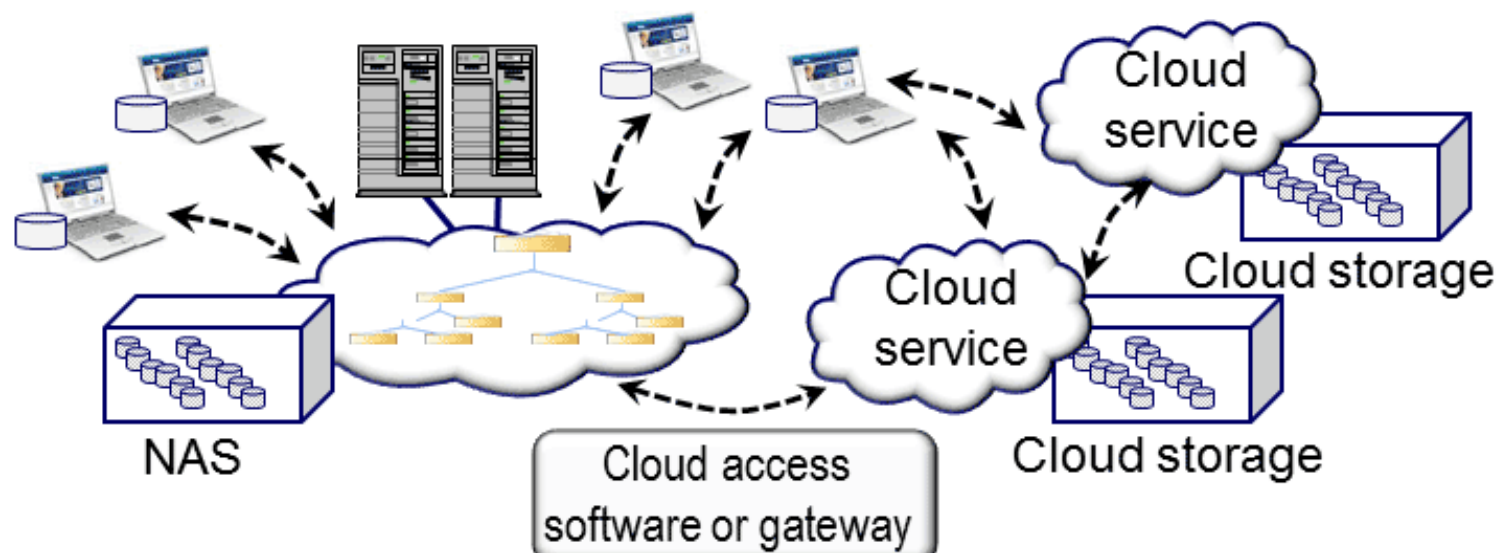 Cloud
service
Cloud storage
Cloud
service
Cloud storage
NAS
Cloud access
software or gateway